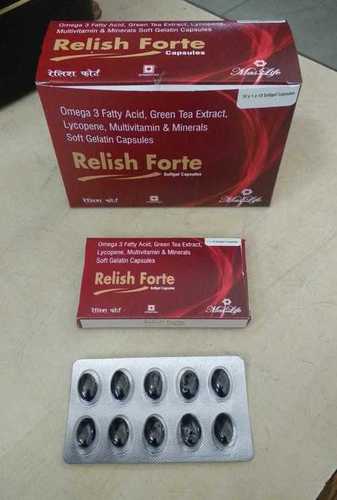 Omega 3 Fatty Acid, Green Tea Extract, Lycopene,
Multivitamin & Minerals Soft Gelatin Capsules
Relish Forte
Capsules
रेलिश फोर्ट
Omega 3 Fatty Acid, Green Tea Extract,
Lycopene, Multivitamin & Minerals
Soft Gelatin Capsules
Relish Forte
Softgel Capsules
रेलिश फोर्ट
Omega 3 Fatty Acid, Green Tea Extract,
Lycopene, Multivitamin & Minerals
Soft Gelatin Capsules
Relish Forte
Softgel Capsules
रेलिश फोर्ट